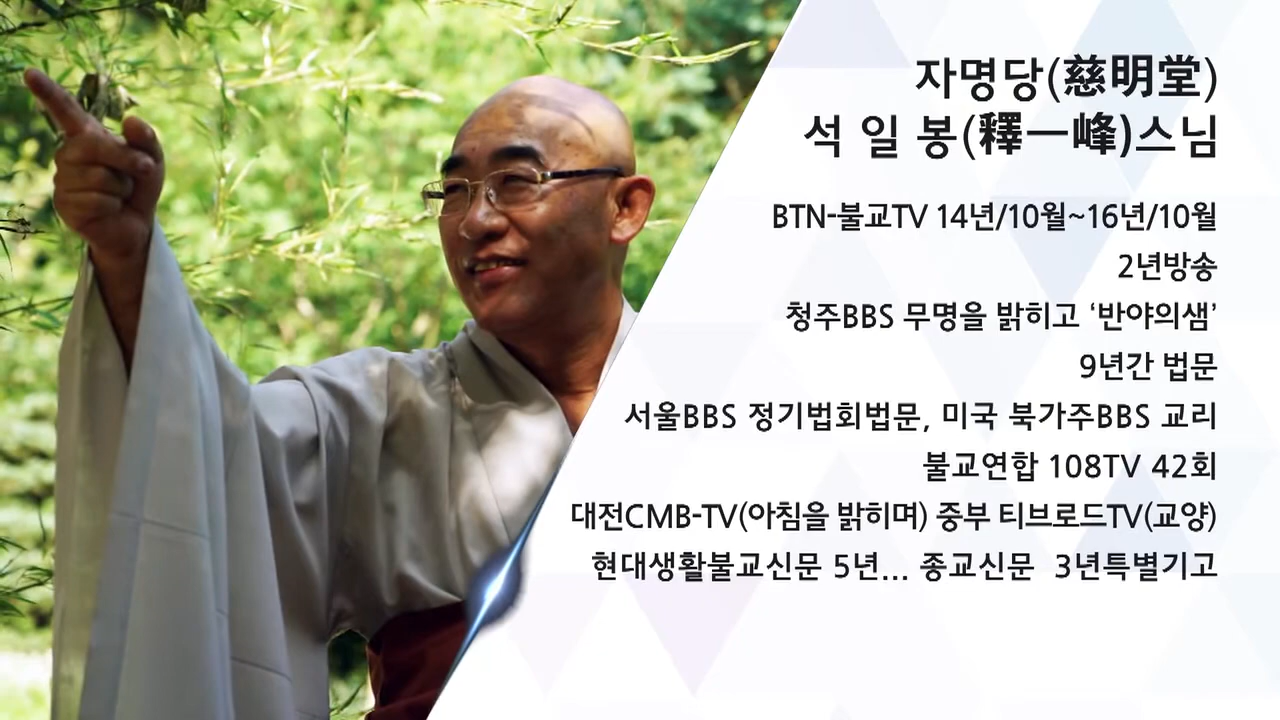 자명당(慈明堂)
석 일 봉(釋一峰)스님
BTN-불교TV 14년/10월~16년/10월
2년방송
청주BBS 무명을 밝히고 ‘반야의샘’
9년간 법문
서울BBS 정기법회법문, 미국 북가주BBS 교리
불교연합 108TV 42회
대전CMB-TV(아침을 밝히며) 중부 티브로드TV(교양)
현대생활불교신문 5년... 종교신문 3년특별기고